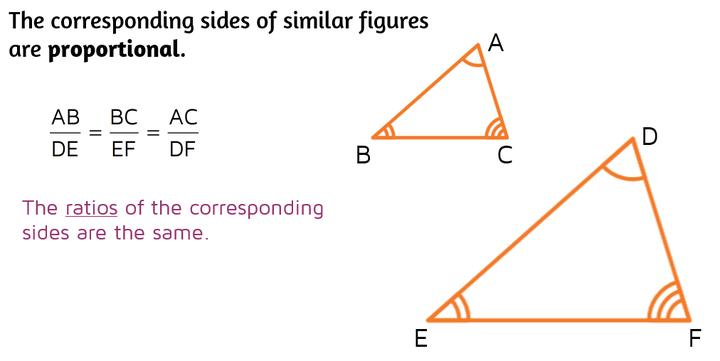 The corresponding sides of similar figures
are proportional.
AB/DE = BC/EF = AC/DF
The ratios of the corresponding
sides are the same.
A
B
C
D
E
F